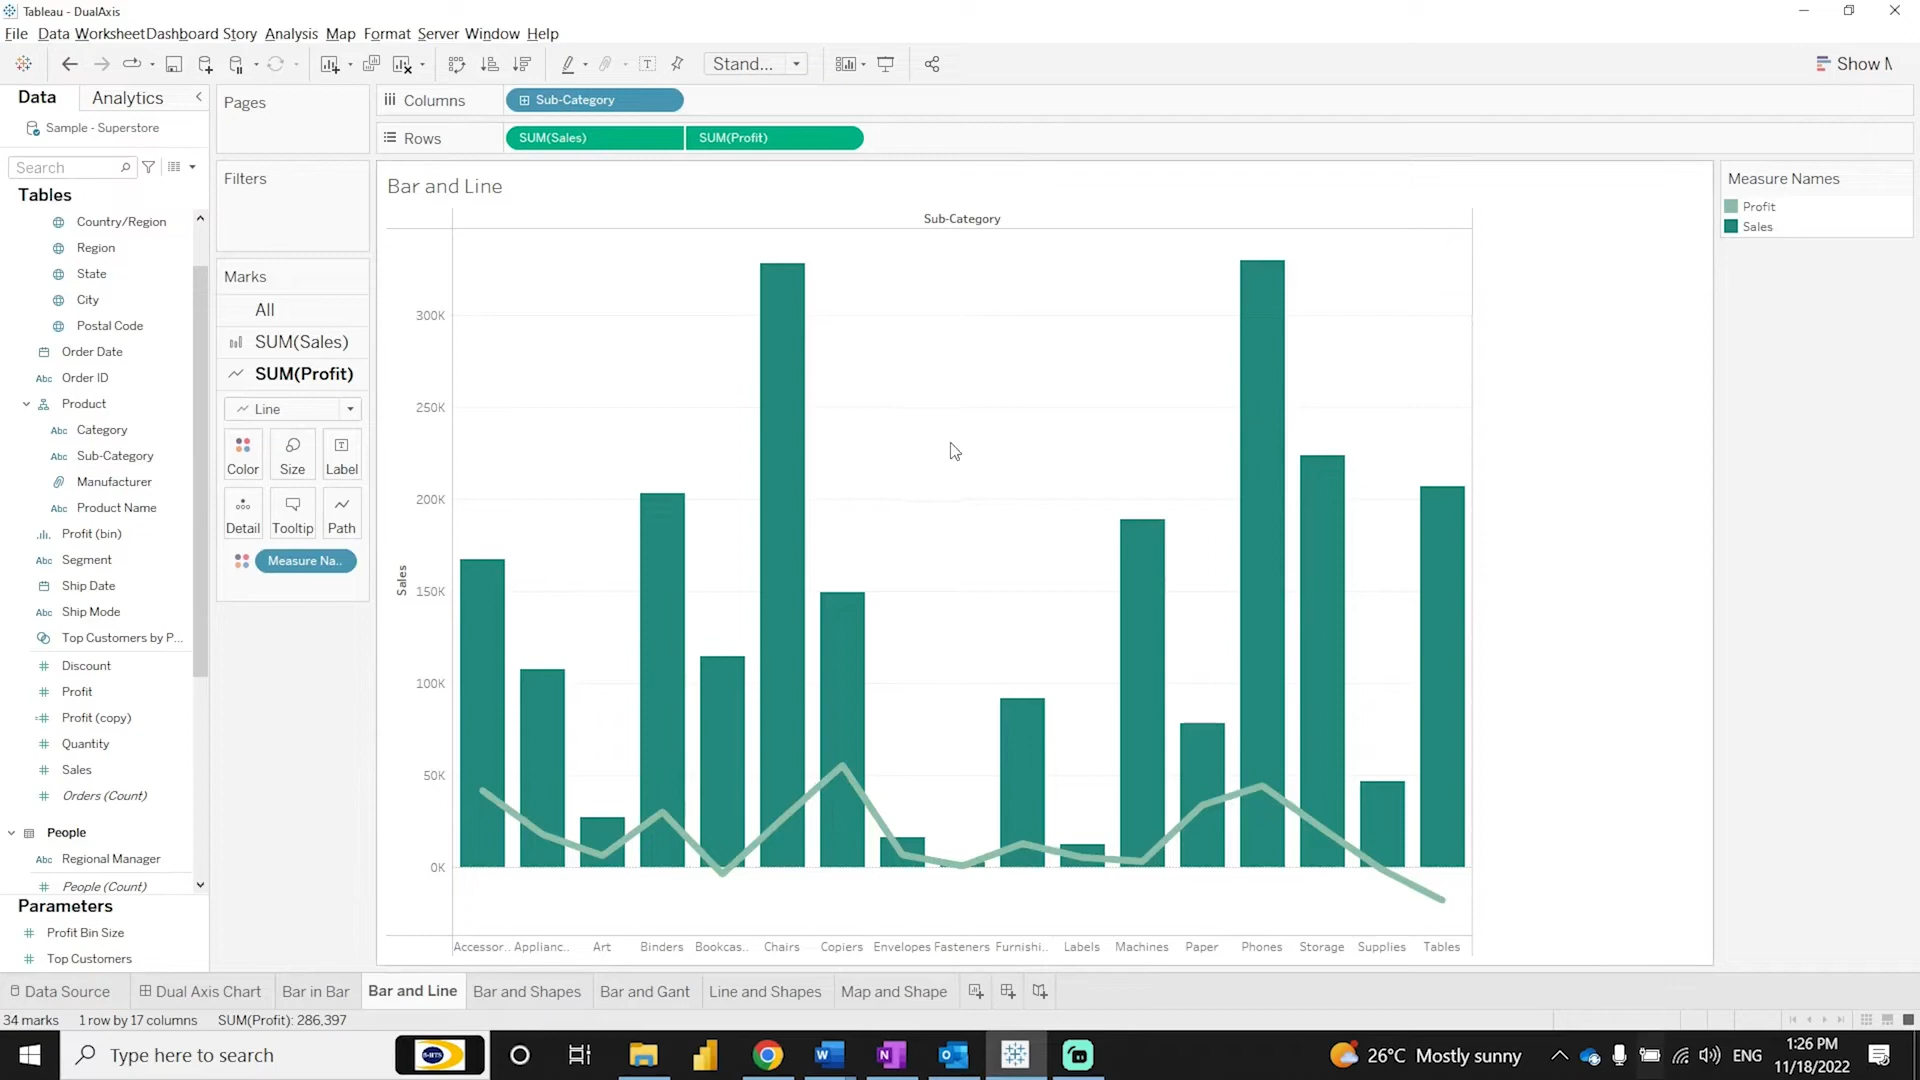 Tableau - DualAxis
File Data Worksheet Dashboard Story Analysis Map Format Server Window Help
Stand...
Show M
Data
Analytics
Sample - Superstore
Search
Tables
Country/Region
Region
State
City
Postal Code
Order Date
Abc Order ID
Product
Abc Category
Abc Sub-Category
Manufacturer
Abc Product Name
Profit (bin)
Abc Segment
Ship Date
Abc Ship Mode
Top Customers by P...
# Discount
# Profit
=# Profit (copy)
# Quantity
# Sales
# Orders (Count)
People
Abc Regional Manager
# People (Count)
Parameters
# Profit Bin Size
# Top Customers
Pages
Filters
Marks
All
SUM(Sales)
SUM(Profit)
Line
Color Size Label
Detail Tooltip Path
Measure Na..
Columns
Sub-Category
Rows
SUM(Sales)
SUM(Profit)
Bar and Line
Sub-Category
300K
250K
200K
150K
100K
50K
0K
Sales
Accessor.. Applianc.. Art Binders Bookcas.. Chairs Copiers Envelopes Fasteners Furnishi.. Labels Machines Paper Phones Storage Supplies Tables
Measure Names
Profit
Sales
Data Source Dual Axis Chart Bar in Bar Bar and Line Bar and Shapes Bar and Gant Line and Shapes Map and Shape
34 marks 1 row by 17 columns SUM(Profit): 286,397
Type here to search
26°C Mostly sunny
ENG
1:26 PM
11/18/2022